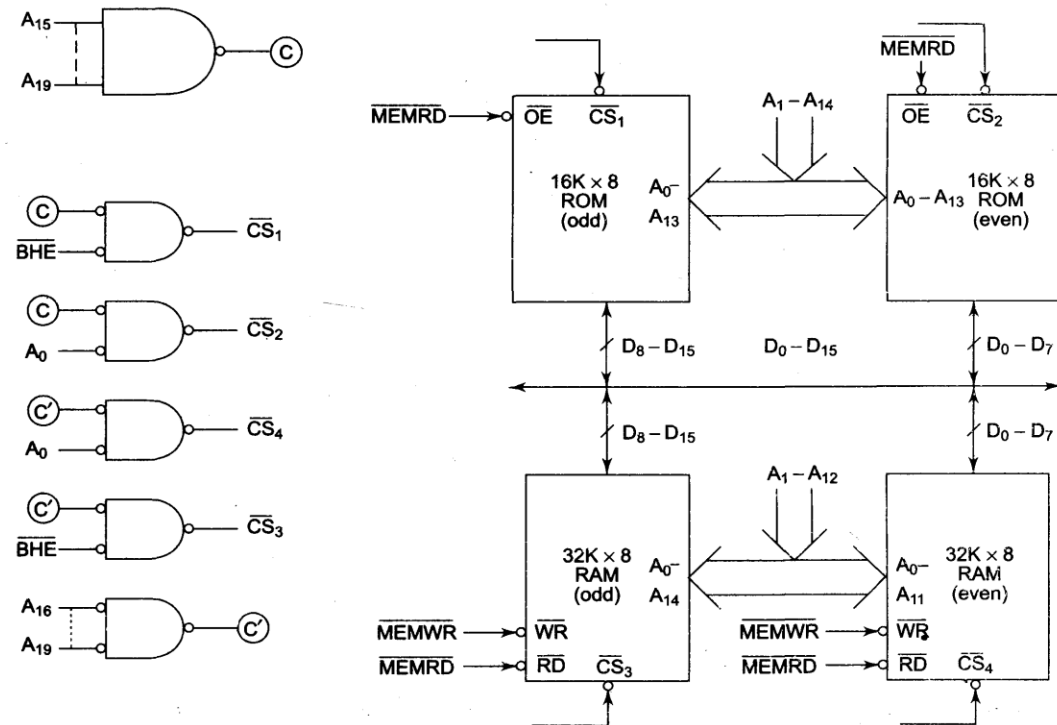 A15
A19
C
C
BHE
CS1
C
A0
CS2
C′
A0
CS4
C′
BHE
CS3
A16
A19
C′
MEMRD
OE CS1
16K × 8
ROM
(odd)
A0–
A13
A1 – A14
MEMRD
OE CS2
16K × 8
ROM
(even)
A0 – A13
D8 – D15
D0 – D15
D0 – D7
D8 – D15
D0 – D7
A1 – A12
32K × 8
RAM
(odd)
A0–
A14
MEMWR
WR
MEMRD
RD
CS3
32K × 8
RAM
(even)
A0–
A11
MEMWR
WR
MEMRD
RD
CS4